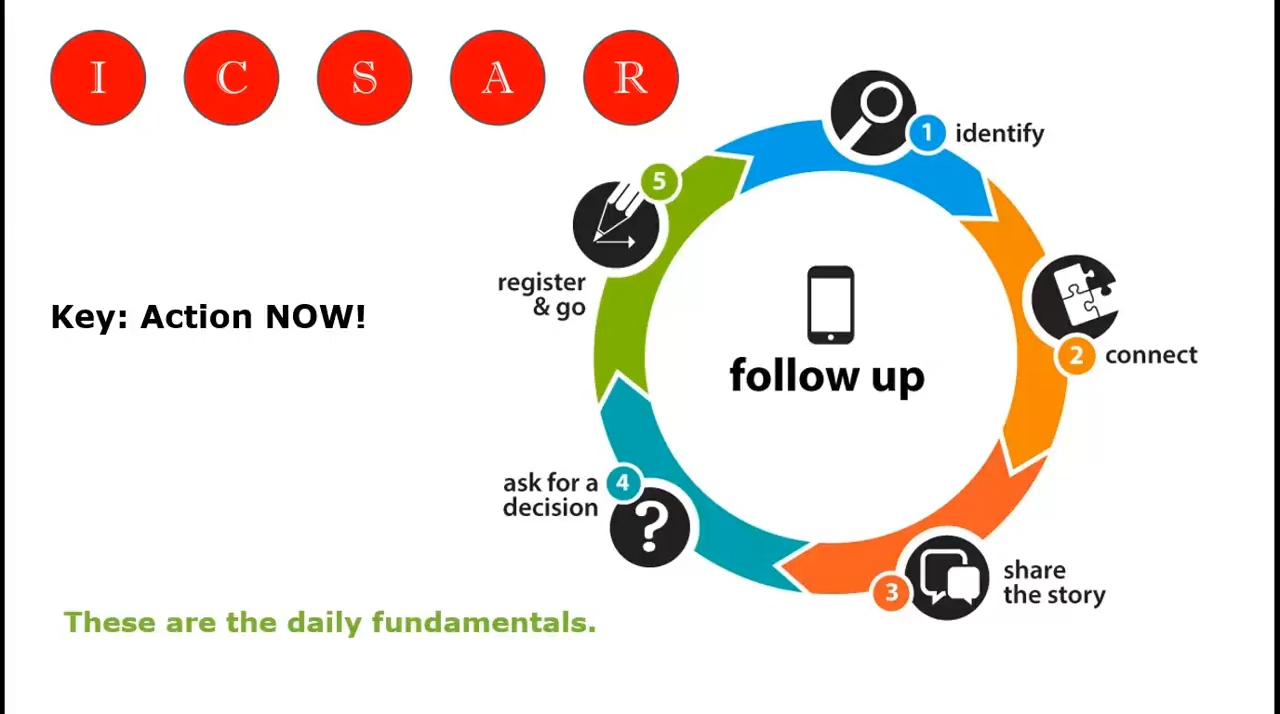 I C S A R
1 identify
5
register
& go
Key: Action NOW!
follow up
2 connect
ask for a
decision
4
3
share
the story
These are the daily fundamentals.